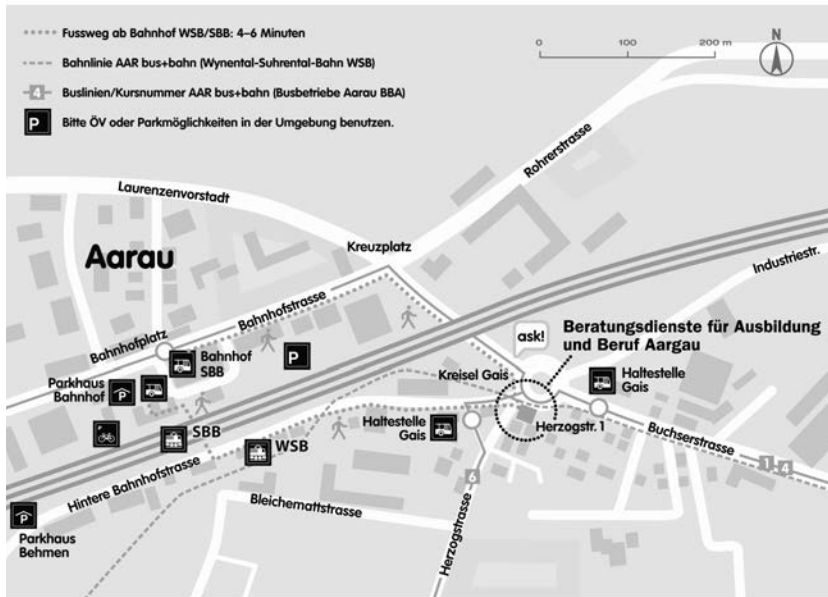 Fussweg ab Bahnhof WSB/SBB: 4–6 Minuten
Bahnlinie AAR bus+bahn (Wynental-Suhrental-Bahn WSB)
4
Buslinien/Kursnummer AAR bus+bahn (Busbetriebe Aarau BBA)
P
Bitte ÖV oder Parkmöglichkeiten in der Umgebung benutzen.
0
100
200 m
N
Laurenzenvorstadt
Rohrerstrasse
Kreuzplatz
Aarau
Industriestr.
Bahnhofstrasse
Bahnhofplatz
ask!
Beratungsdienste für Ausbildung
und Beruf Aargau
Bahnhof
SBB
P
Kreisel Gais
Haltestelle
Gais
Parkhaus
Bahnhof
P
Haltestelle
Gais
Herzogstr. 1
Buchserstrasse
SBB
WSB
P
Hintere Bahnhofstrasse
1
4
6
Bleichemattstrasse
Herzogstrasse
P
Parkhaus
Behmen